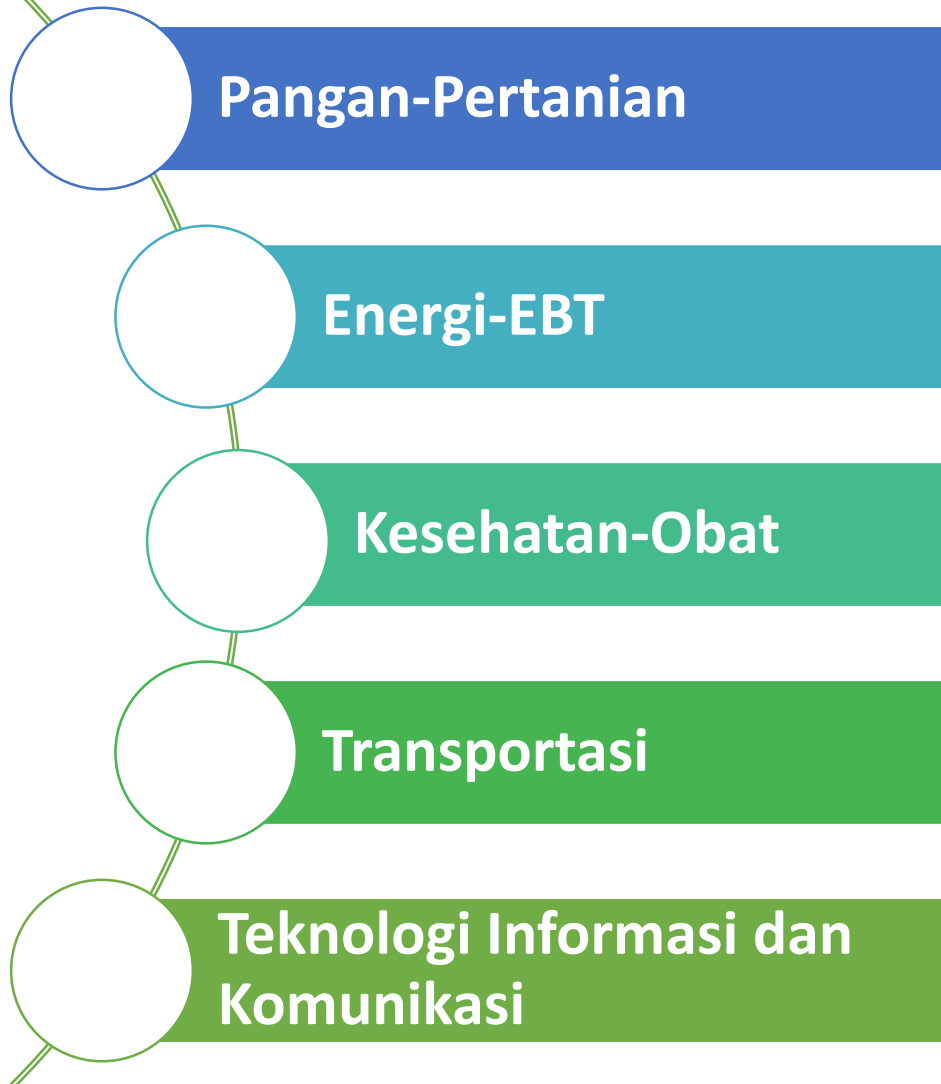 Pangan-Pertanian
Energi-EBT
Kesehatan-Obat
Transportasi
Teknologi Informasi dan
Komunikasi